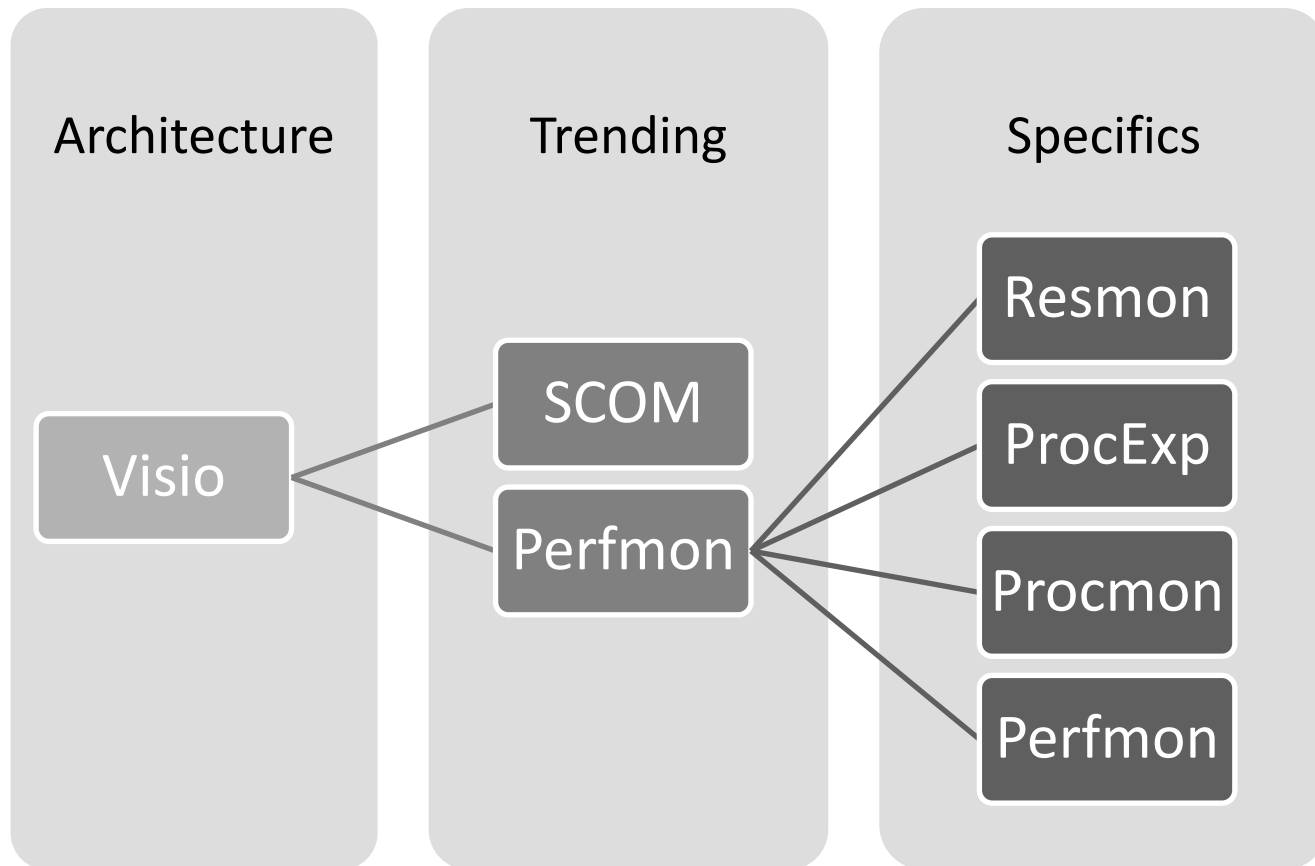 Architecture
Trending
Specifics
Visio
SCOM
Perfmon
Resmon
ProcExp
Procmon
Perfmon